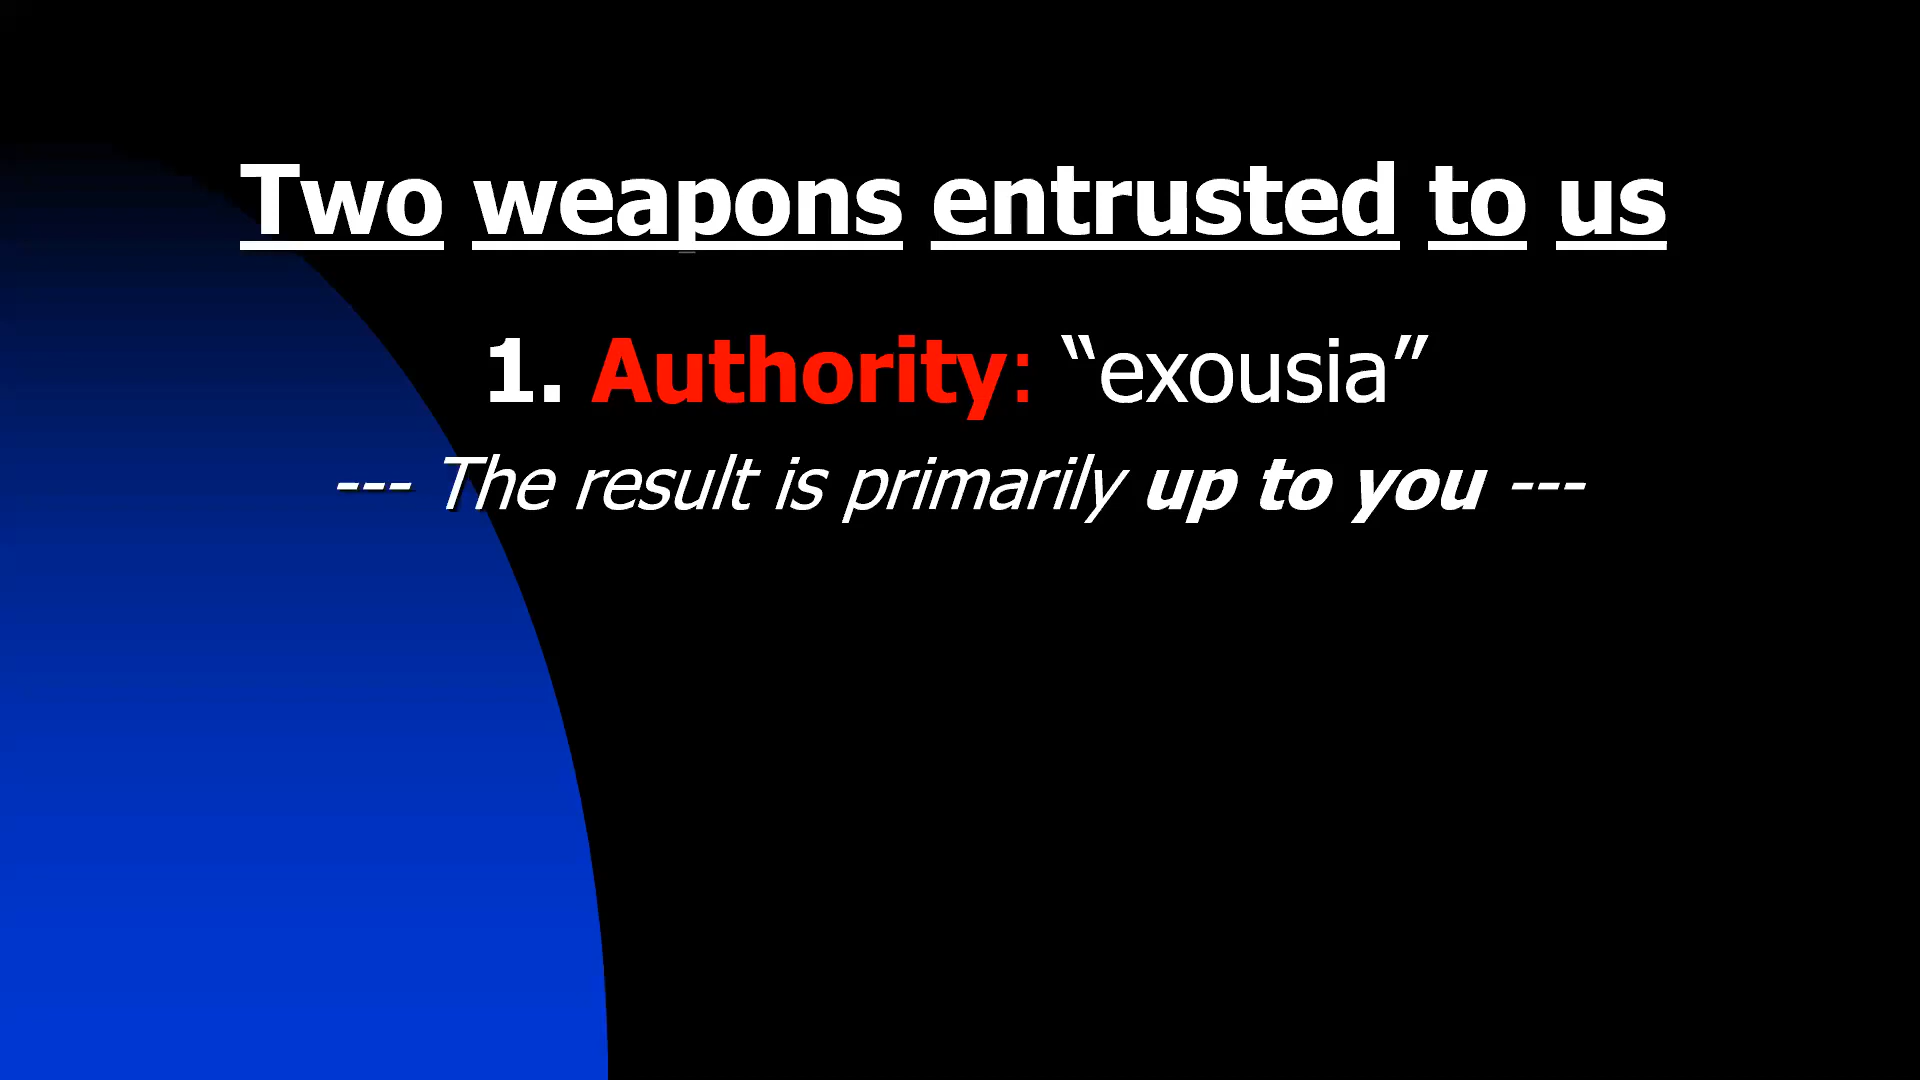 Two weapons entrusted to us
1. Authority: “exousia”
--- The result is primarily up to you ---